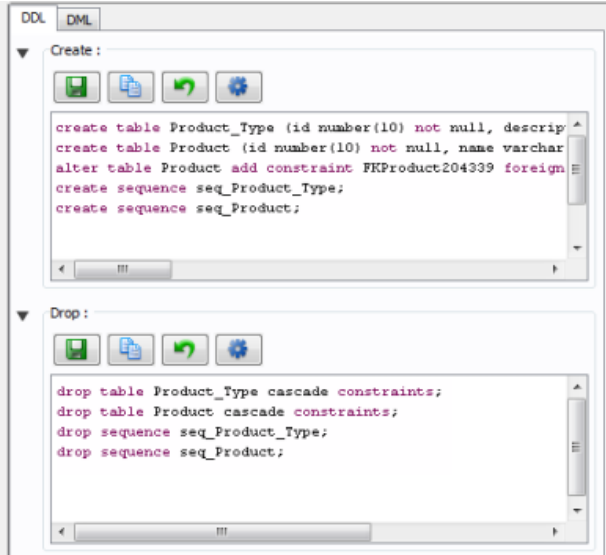 DDL DML
Create :
create table Product_Type (id number(10) not null, descrip
create table Product (id number(10) not null, name varchar
alter table Product add constraint FKProduct204339 foreign
create sequence seq_Product_Type;
create sequence seq_Product;
Drop :
drop table Product_Type cascade constraints;
drop table Product cascade constraints;
drop sequence seq_Product_Type;
drop sequence seq_Product;